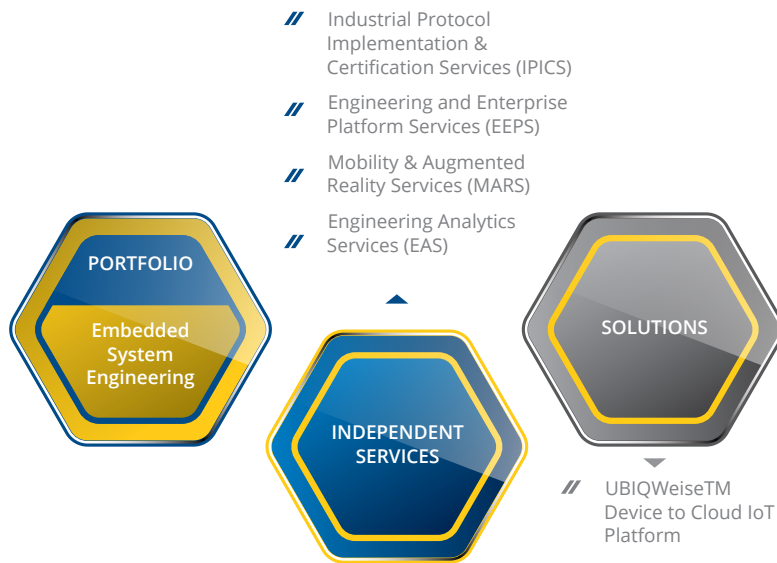 Industrial Protocol
Implementation &
Certification Services (IPICS)
Engineering and Enterprise
Platform Services (EEPS)
Mobility & Augmented
Reality Services (MARS)
Engineering Analytics
Services (EAS)
PORTFOLIO
Embedded
System
Engineering
INDEPENDENT
SERVICES
SOLUTIONS
UBIQWeiseTM
Device to Cloud IoT
Platform